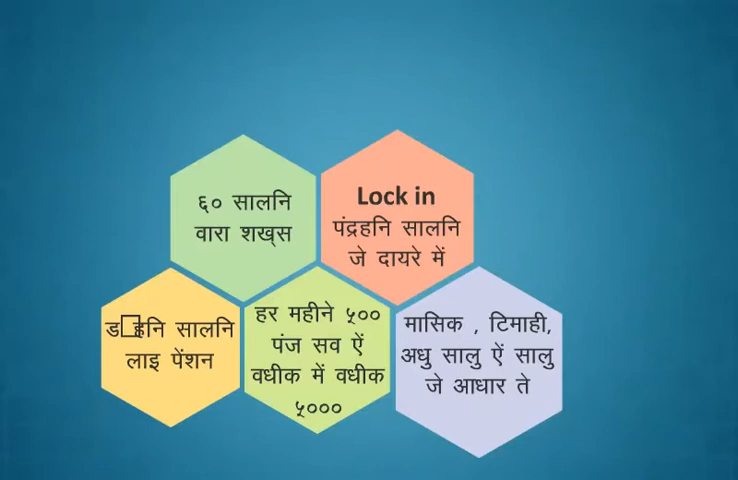 ६० सालनि
वारा शख़्स
Lock in
पंद्रहनि सालनि
जे दायरे में
सालनि
लाइ पेंशन
हर महीने ५००
पंज सव ऐं
वधीक में वधीक
५०००
मासिक , टिमाही,
अधु सालु ऐं सालु
जे आधार ते